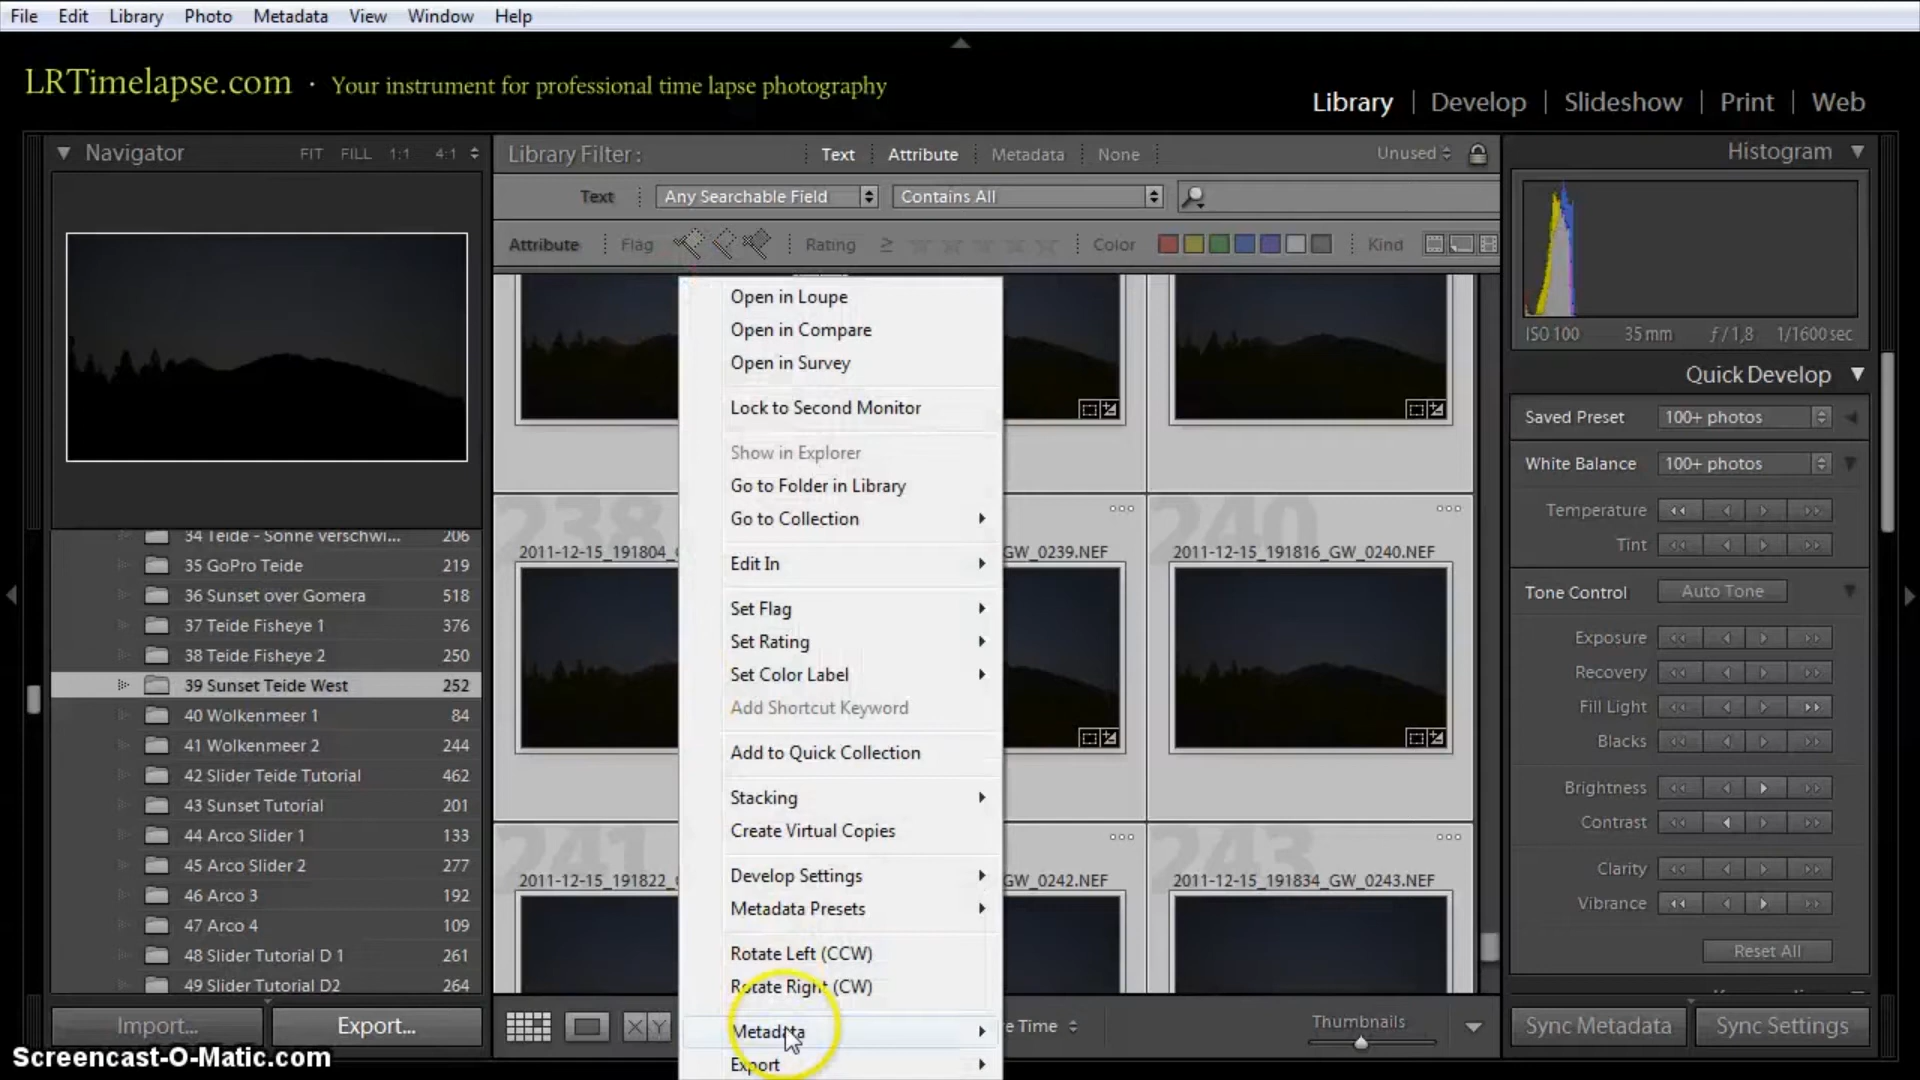 File Edit Library Photo Metadata View Window Help
LRTimelapse.com · Your instrument for professional time lapse photography
Library | Develop | Slideshow | Print | Web
Navigator FIT FILL 1:1 4:1
Library Filter : Text Attribute Metadata None Unused
Histogram
Text Any Searchable Field Contains All
Attribute Flag Rating ≥ Color Kind
ISO 100 35 mm ƒ / 1,8 1/1600 sec
Quick Develop
Saved Preset 100+ photos
White Balance 100+ photos
Temperature
Tint
Tone Control Auto Tone
Exposure
Recovery
Fill Light
Blacks
Brightness
Contrast
Clarity
Vibrance
Reset All
Sync Metadata Sync Settings
34 Teide - Sonne verschwi... 206
35 GoPro Teide 219
36 Sunset over Gomera 518
37 Teide Fisheye 1 376
38 Teide Fisheye 2 250
39 Sunset Teide West 252
40 Wolkenmeer 1 84
41 Wolkenmeer 2 244
42 Slider Teide Tutorial 462
43 Sunset Tutorial 201
44 Arco Slider 1 133
45 Arco Slider 2 277
46 Arco 3 192
47 Arco 4 109
48 Slider Tutorial D 1 261
49 Slider Tutorial D2 264
Import... Export...
238 240
2011-12-15_191804_ GW_0239.NEF 2011-12-15_191816_GW_0240.NEF
241 243
2011-12-15_191822_ GW_0242.NEF 2011-12-15_191834_GW_0243.NEF
Open in Loupe
Open in Compare
Open in Survey
Lock to Second Monitor
Show in Explorer
Go to Folder in Library
Go to Collection
Edit In
Set Flag
Set Rating
Set Color Label
Add Shortcut Keyword
Add to Quick Collection
Stacking
Create Virtual Copies
Develop Settings
Metadata Presets
Rotate Left (CCW)
Rotate Right (CW)
Metadata
Export
X Y e Time Thumbnails
Screencast-O-Matic.com